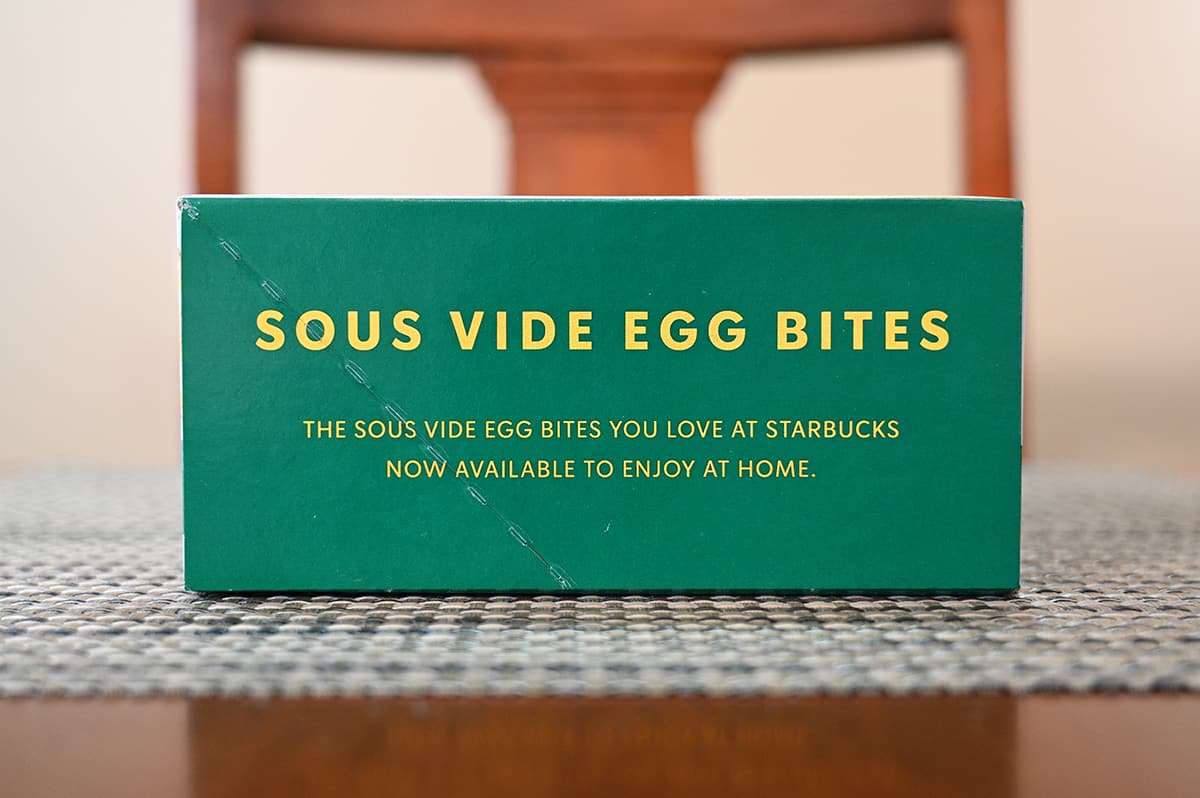 SOUS VIDE EGG BITES
THE SOUS VIDE EGG BITES YOU LOVE AT STARBUCKS
NOW AVAILABLE TO ENJOY AT HOME.